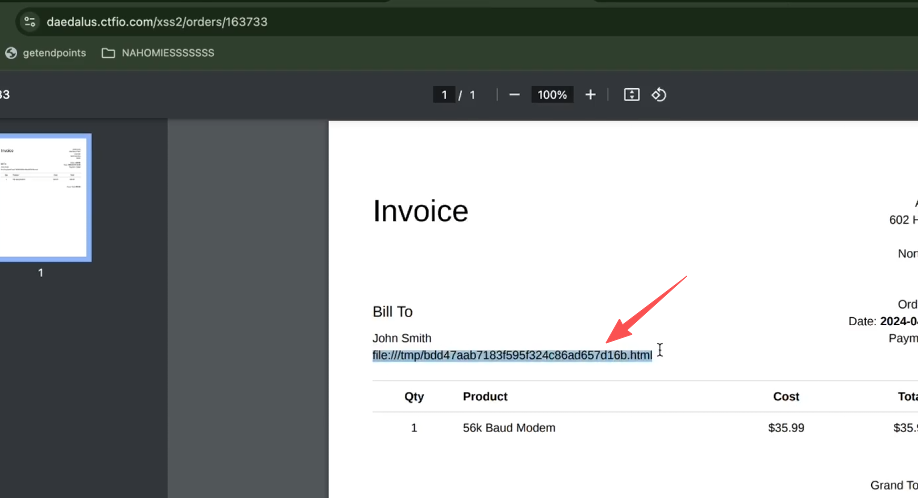 daedalus.ctfio.com/xss2/orders/163733
getendpoints NAHOMIESSSSSSS
33 1 / 1 100%
1
Invoice
602 H
Nor
Bill To
John Smith
file:///tmp/bdd47aab7183f595f324c86ad657d16b.html
Ord
Date: 2024-04
Paym
Qty Product Cost Tota
1 56k Baud Modem $35.99 $35.9
Grand To